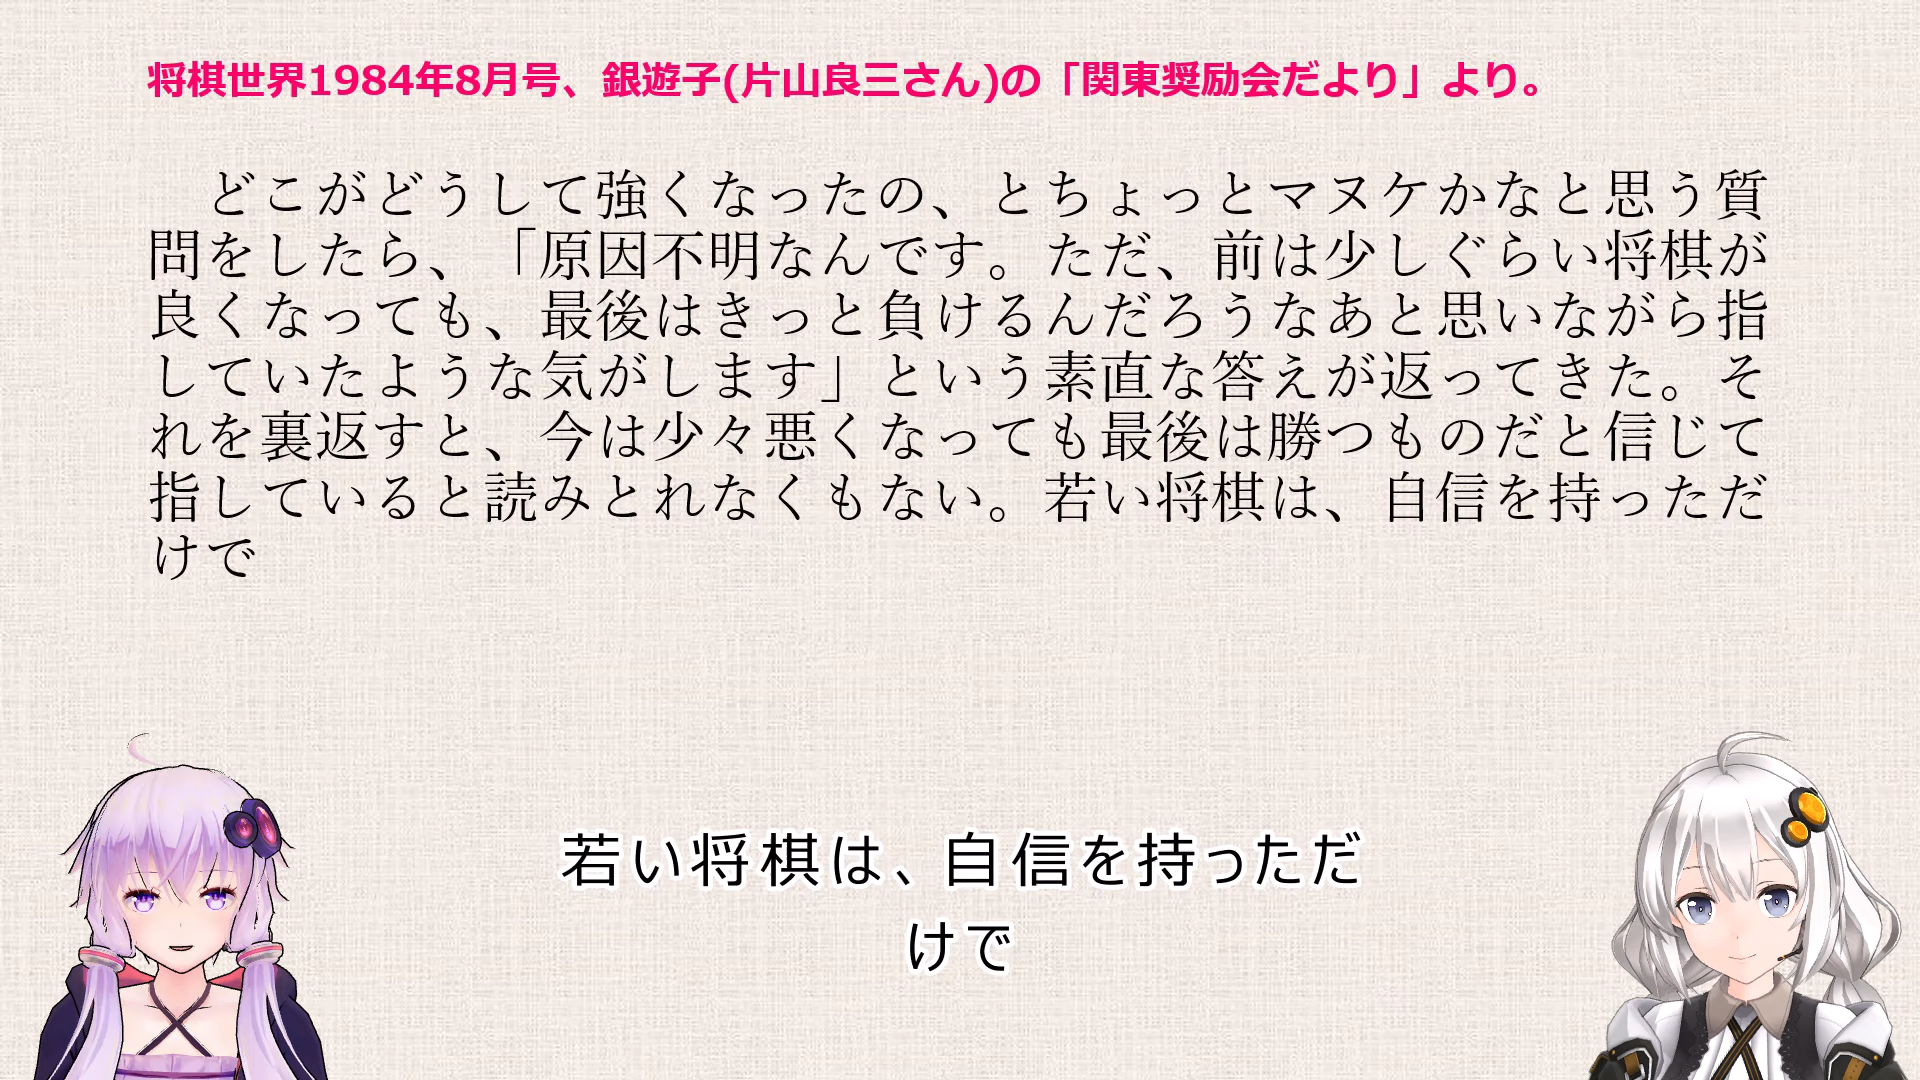 将棋世界1984年8月号、銀遊子(片山良三さん)の「関東奨励会だより」より。
どこがどうして強くなったの、とちょっとマヌケかなと思う質
問をしたら、「原因不明なんです。ただ、前は少しぐらい将棋が
良くなっても、最後はきっと負けるんだろうなあと思いながら指
していたような気がします」という素直な答えが返ってきた。そ
れを裏返すと、今は少々悪くなっても最後は勝つものだと信じて
指していると読みとれなくもない。若い将棋は、自信を持っただ
けで
若い将棋は、自信を持っただ
けで